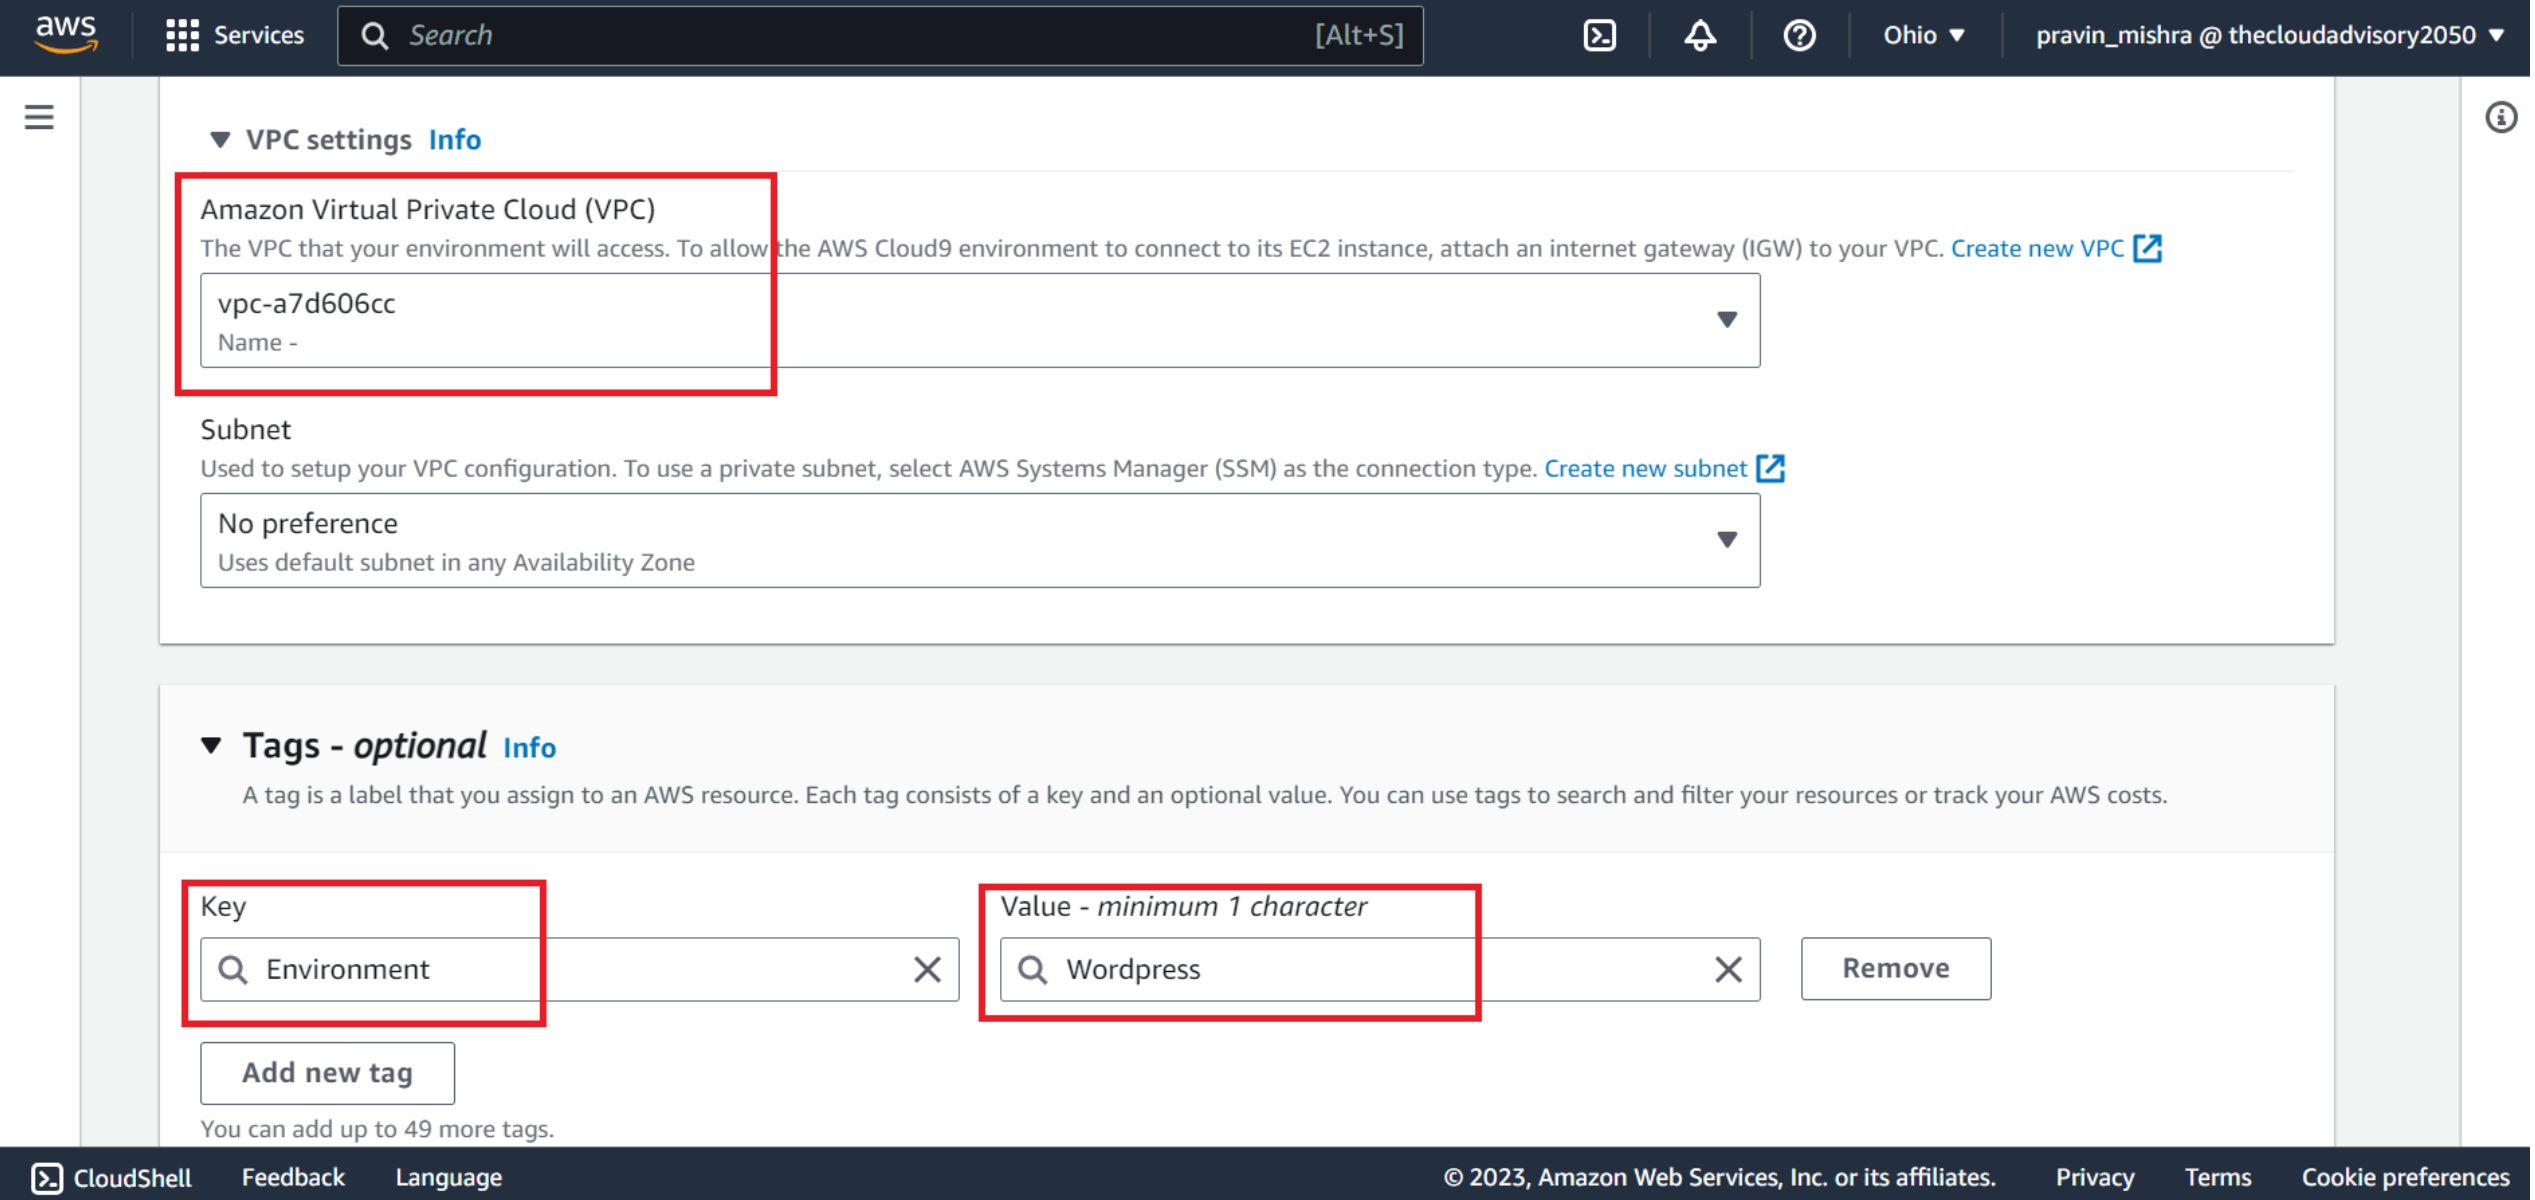 aws
Services
Search
[Alt+S]
Ohio
pravin_mishra @ thecloudadvisory2050
VPC settings Info
Amazon Virtual Private Cloud (VPC)
The VPC that your environment will access. To allow the AWS Cloud9 environment to connect to its EC2 instance, attach an internet gateway (IGW) to your VPC. Create new VPC
vpc-a7d606cc
Name -
Subnet
Used to setup your VPC configuration. To use a private subnet, select AWS Systems Manager (SSM) as the connection type. Create new subnet
No preference
Uses default subnet in any Availability Zone
Tags - optional Info
A tag is a label that you assign to an AWS resource. Each tag consists of a key and an optional value. You can use tags to search and filter your resources or track your AWS costs.
Key
Value - minimum 1 character
Environment
Wordpress
Remove
Add new tag
You can add up to 49 more tags.
CloudShell
Feedback
Language
© 2023, Amazon Web Services, Inc. or its affiliates.
Privacy
Terms
Cookie preferences